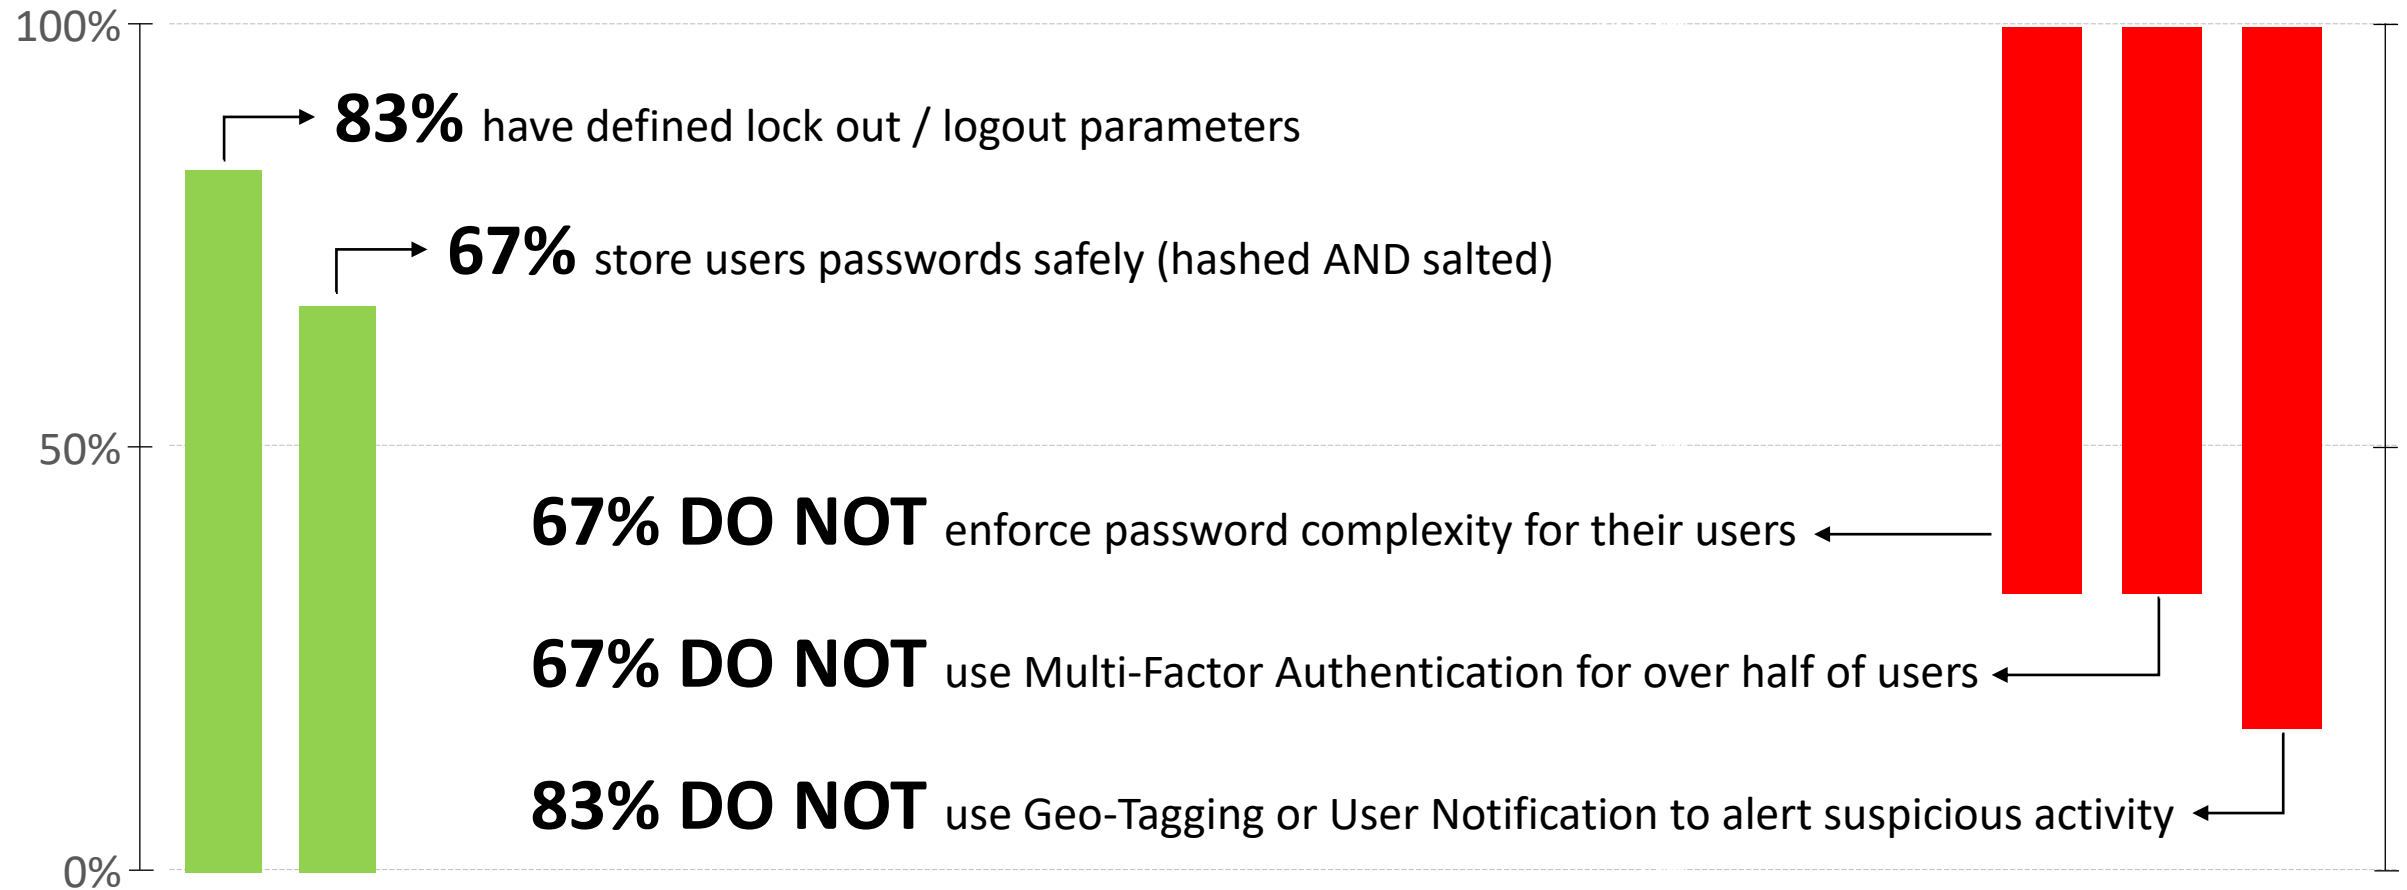 100%
83% have defined lock out / logout parameters
67% store users passwords safely (hashed AND salted)
50%
67% DO NOT enforce password complexity for their users
67% DO NOT use Multi-Factor Authentication for over half of users
83% DO NOT use Geo-Tagging or User Notification to alert suspicious activity
0%